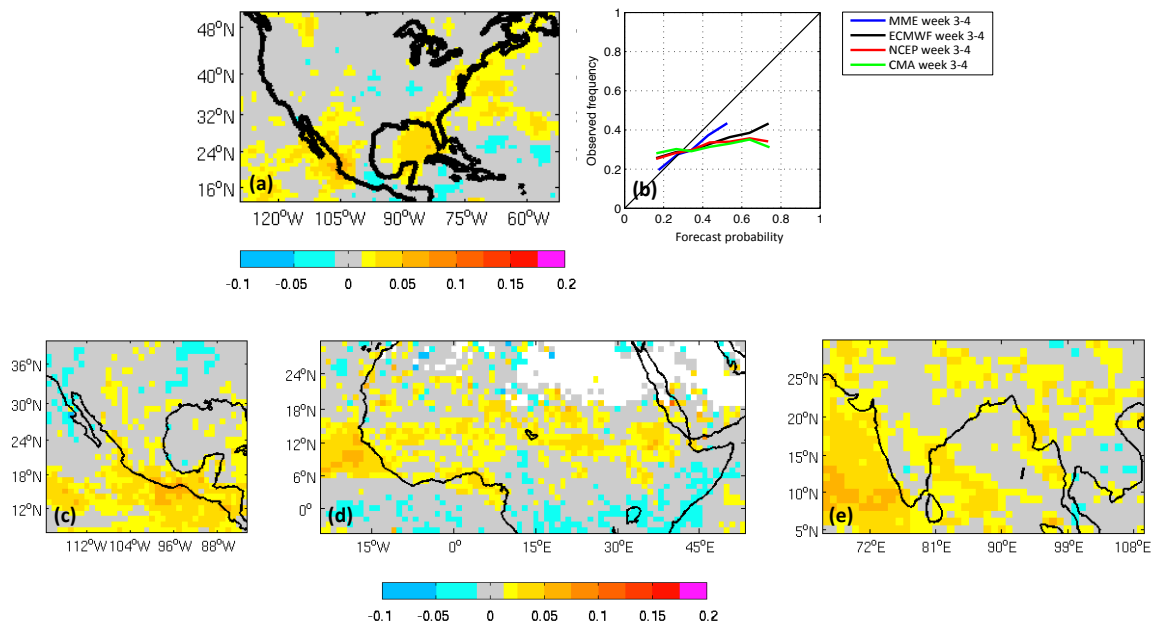 48°N
40°N
32°N
24°N
16°N
(a)
120°W 105°W 90°W 75°W 60°W
-0.1 -0.05 0 0.05 0.1 0.15 0.2
Observed frequency
1
0.8
0.6
0.4
0.2
0
(b)
0 0.2 0.4 0.6 0.8 1
Forecast probability
MME week 3-4
ECMWF week 3-4
NCEP week 3-4
CMA week 3-4
36°N
30°N
24°N
18°N
12°N
(c)
112°W 104°W 96°W 88°W
24°N
18°N
12°N
6°N
0°
(d)
15°W 0° 15°E 30°E 45°E
25°N
20°N
15°N
10°N
5°N
(e)
72°E 81°E 90°E 99°E 108°E
-0.1 -0.05 0 0.05 0.1 0.15 0.2